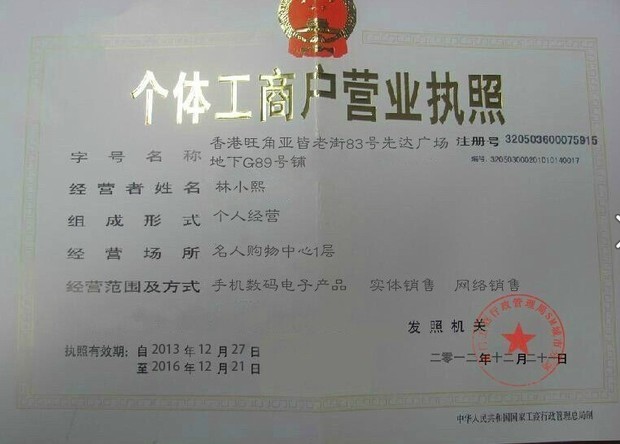 个体工商户营业执照
注册号 320503600075915
编号: 320503000201010140017
字号名称 香港旺角亚皆老街83号先达广场
地下G89号铺
经营者姓名 林小熙
组成形式 个人经营
经营场所 名人购物中心1层
经营范围及方式 手机数码电子产品 实体销售 网络销售
发照机关
执照有效期: 自 2013 年 12 月 27 日
至 2016 年 12 月 21 日
二零一二年十二月二十一日
中华人民共和国国家工商行政管理总局制